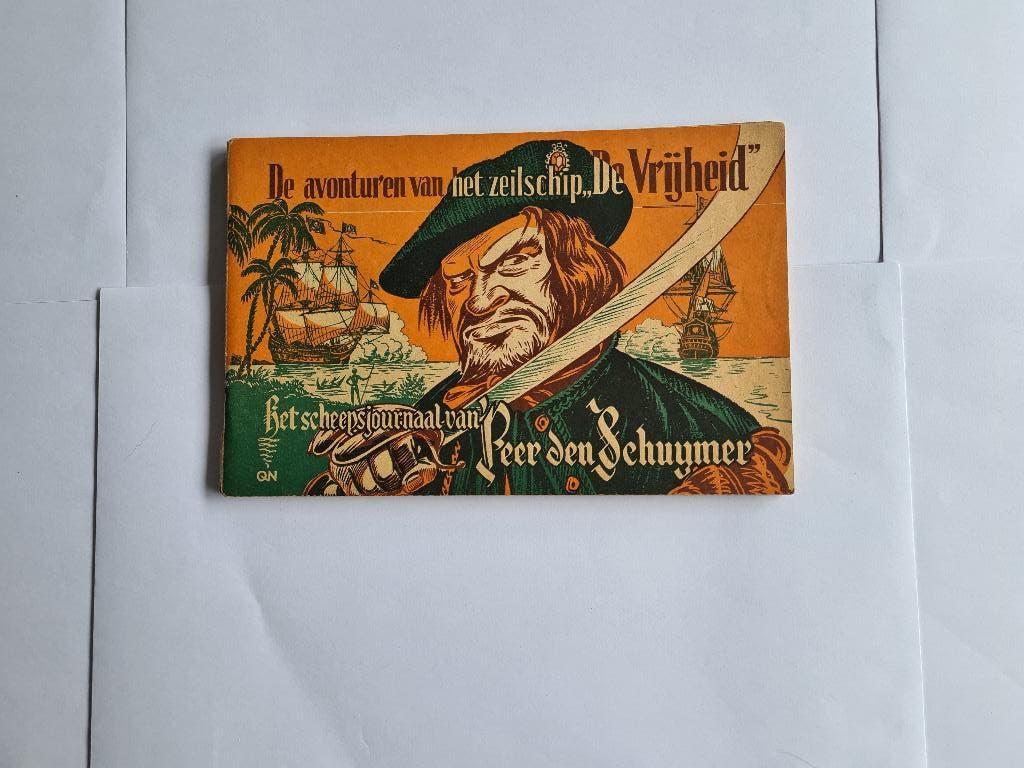 De avonturen van het zeilschip „De Vrijheid”
Het scheepsjournaal van Peer den Schuymer
QN